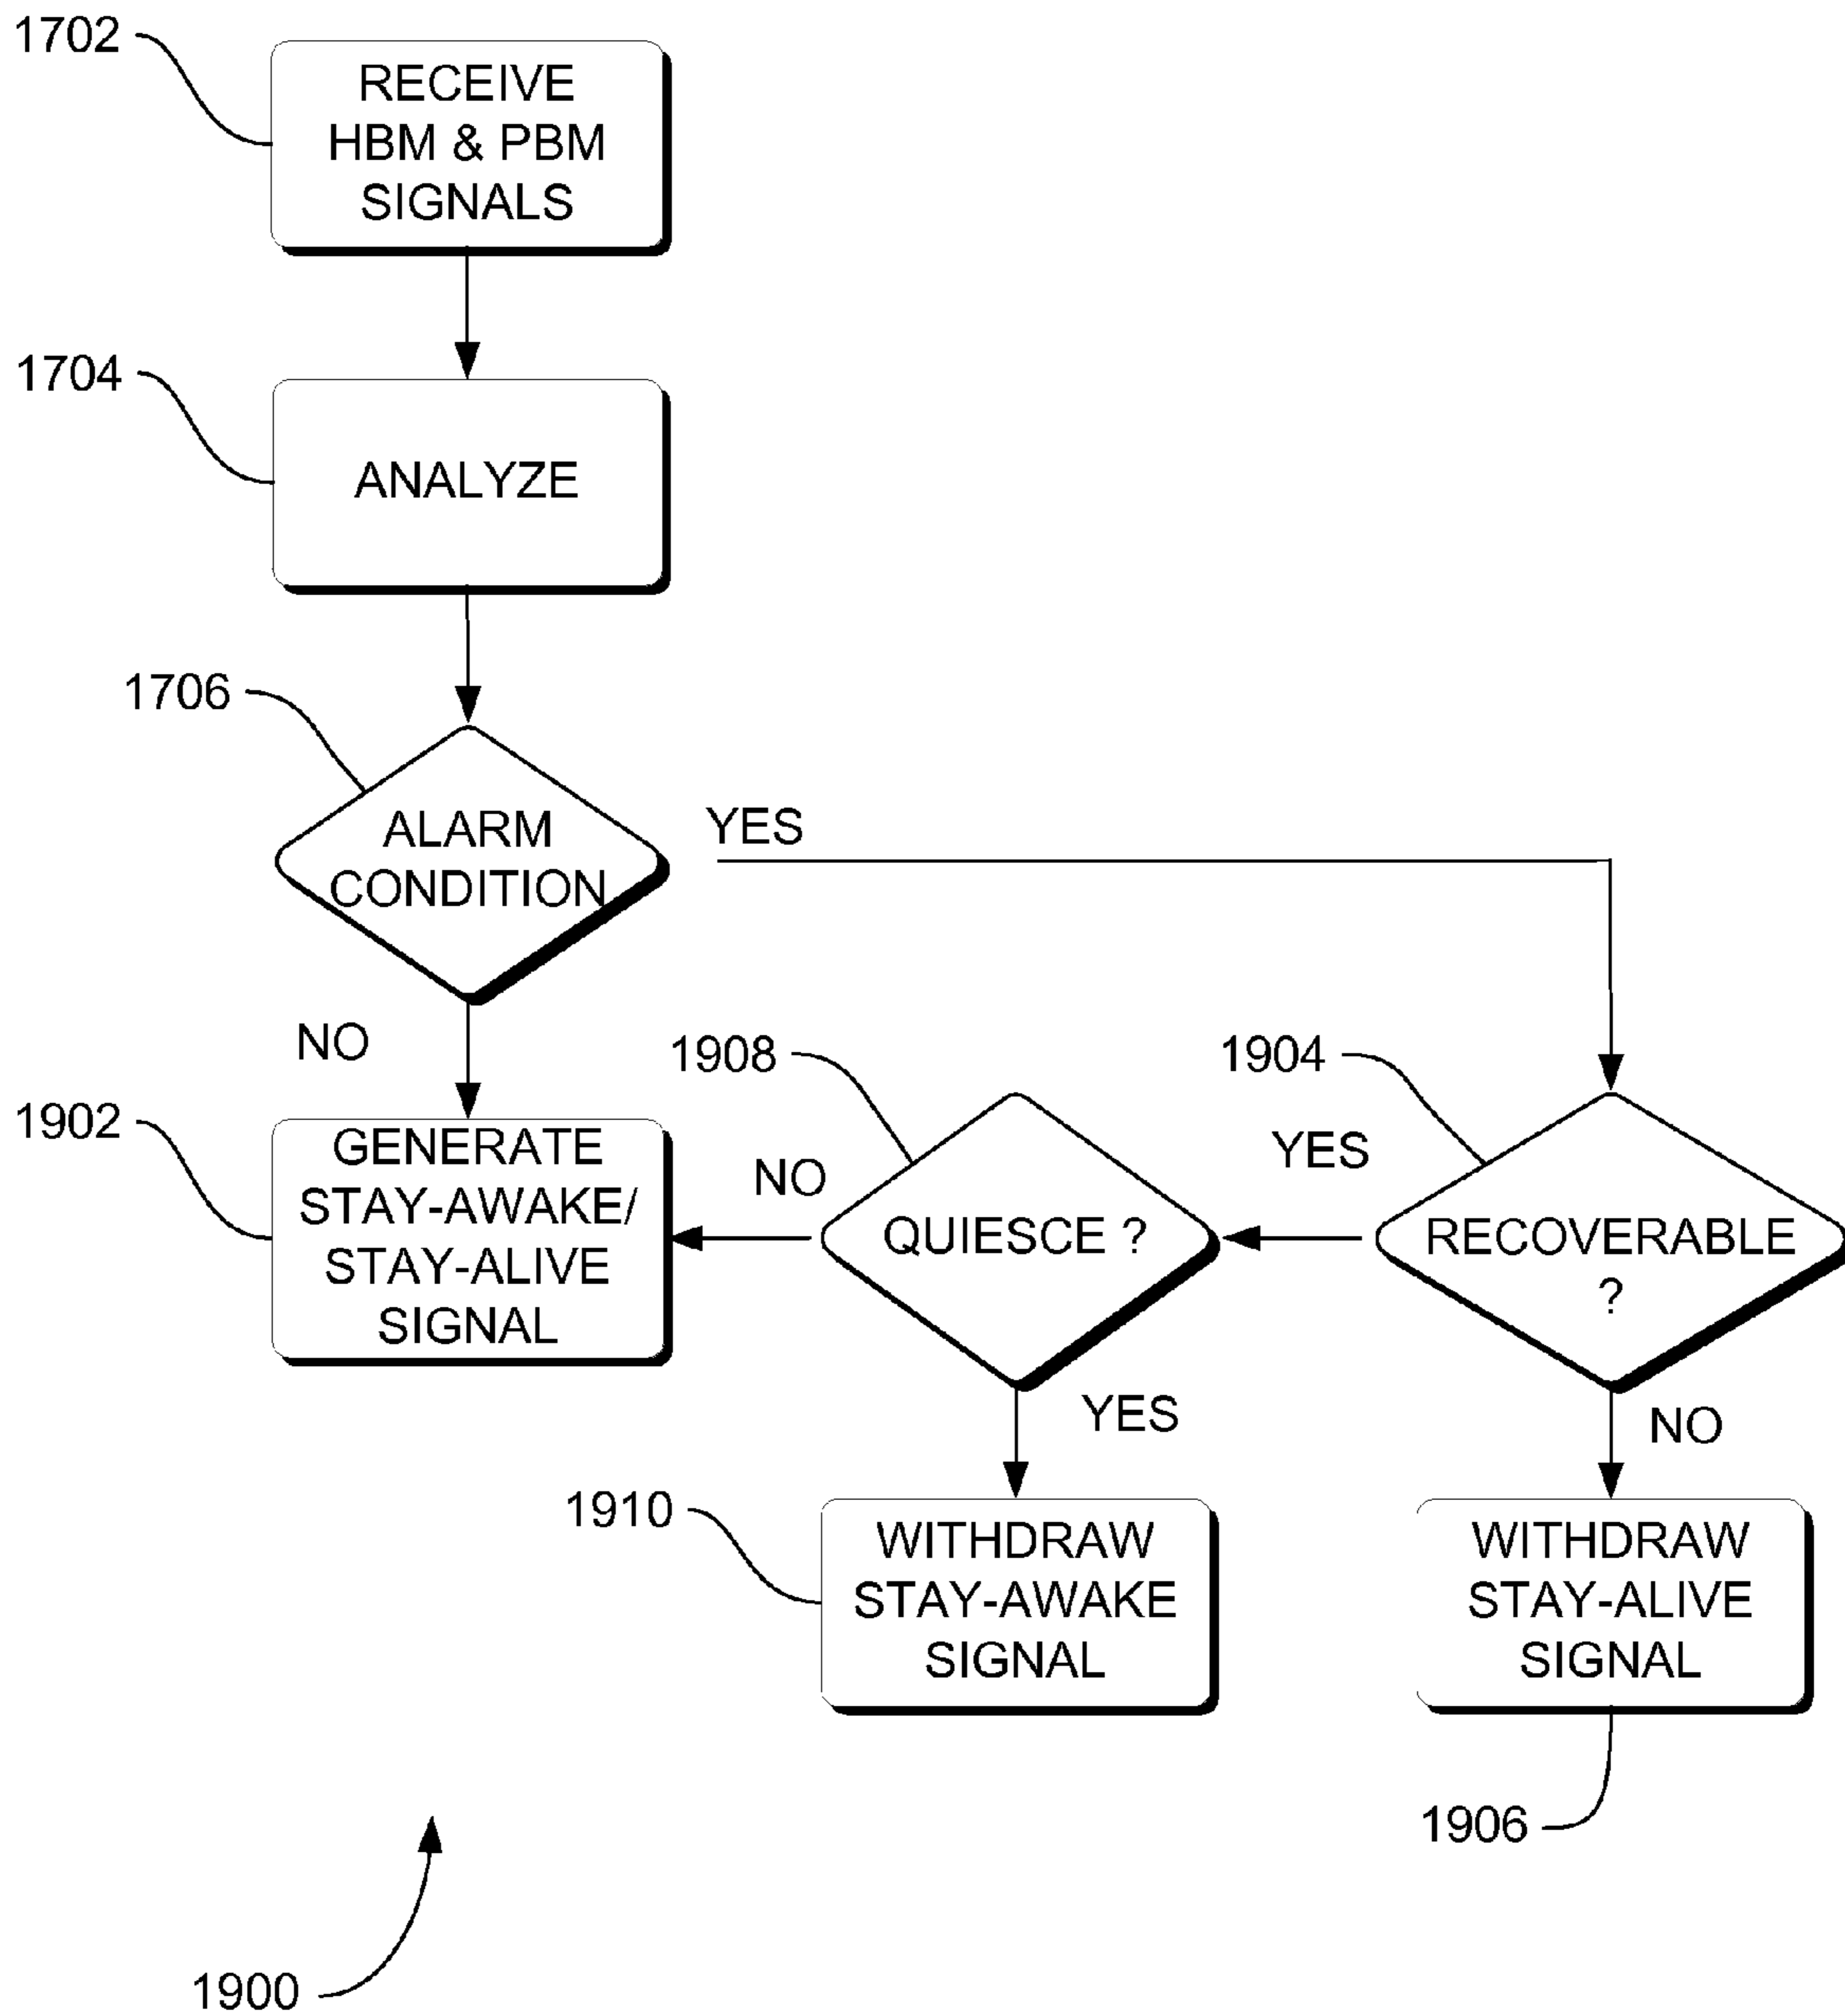 1702
RECEIVE
HBM & PBM
SIGNALS
1704
ANALYZE
1706
ALARM
CONDITION
YES
NO
1902
GENERATE
STAY-AWAKE/
STAY-ALIVE
SIGNAL
1908
NO
QUIESCE ?
YES
1904
YES
RECOVERABLE
?
NO
1910
WITHDRAW
STAY-AWAKE
SIGNAL
WITHDRAW
STAY-ALIVE
SIGNAL
1906
1900